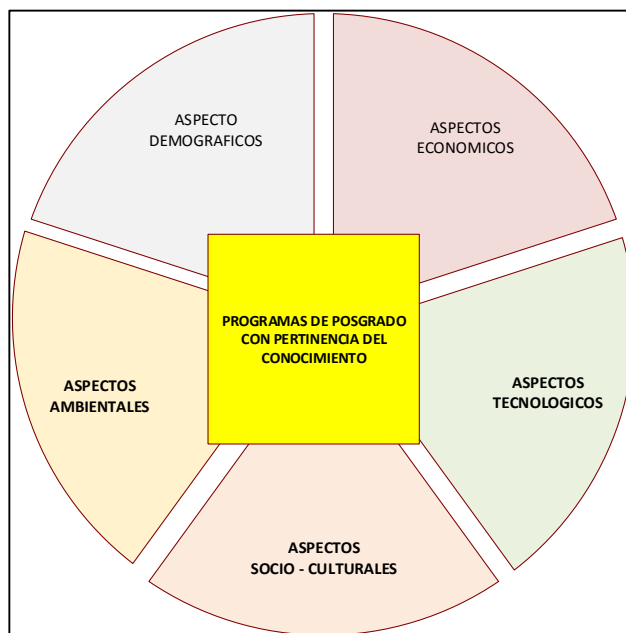 ASPECTO
DEMOGRAFICOS
ASPECTOS
ECONOMICOS
PROGRAMAS DE POSGRADO
CON PERTINENCIA DEL
CONOCIMIENTO
ASPECTOS
AMBIENTALES
ASPECTOS
TECNOLOGICOS
ASPECTOS
SOCIO - CULTURALES